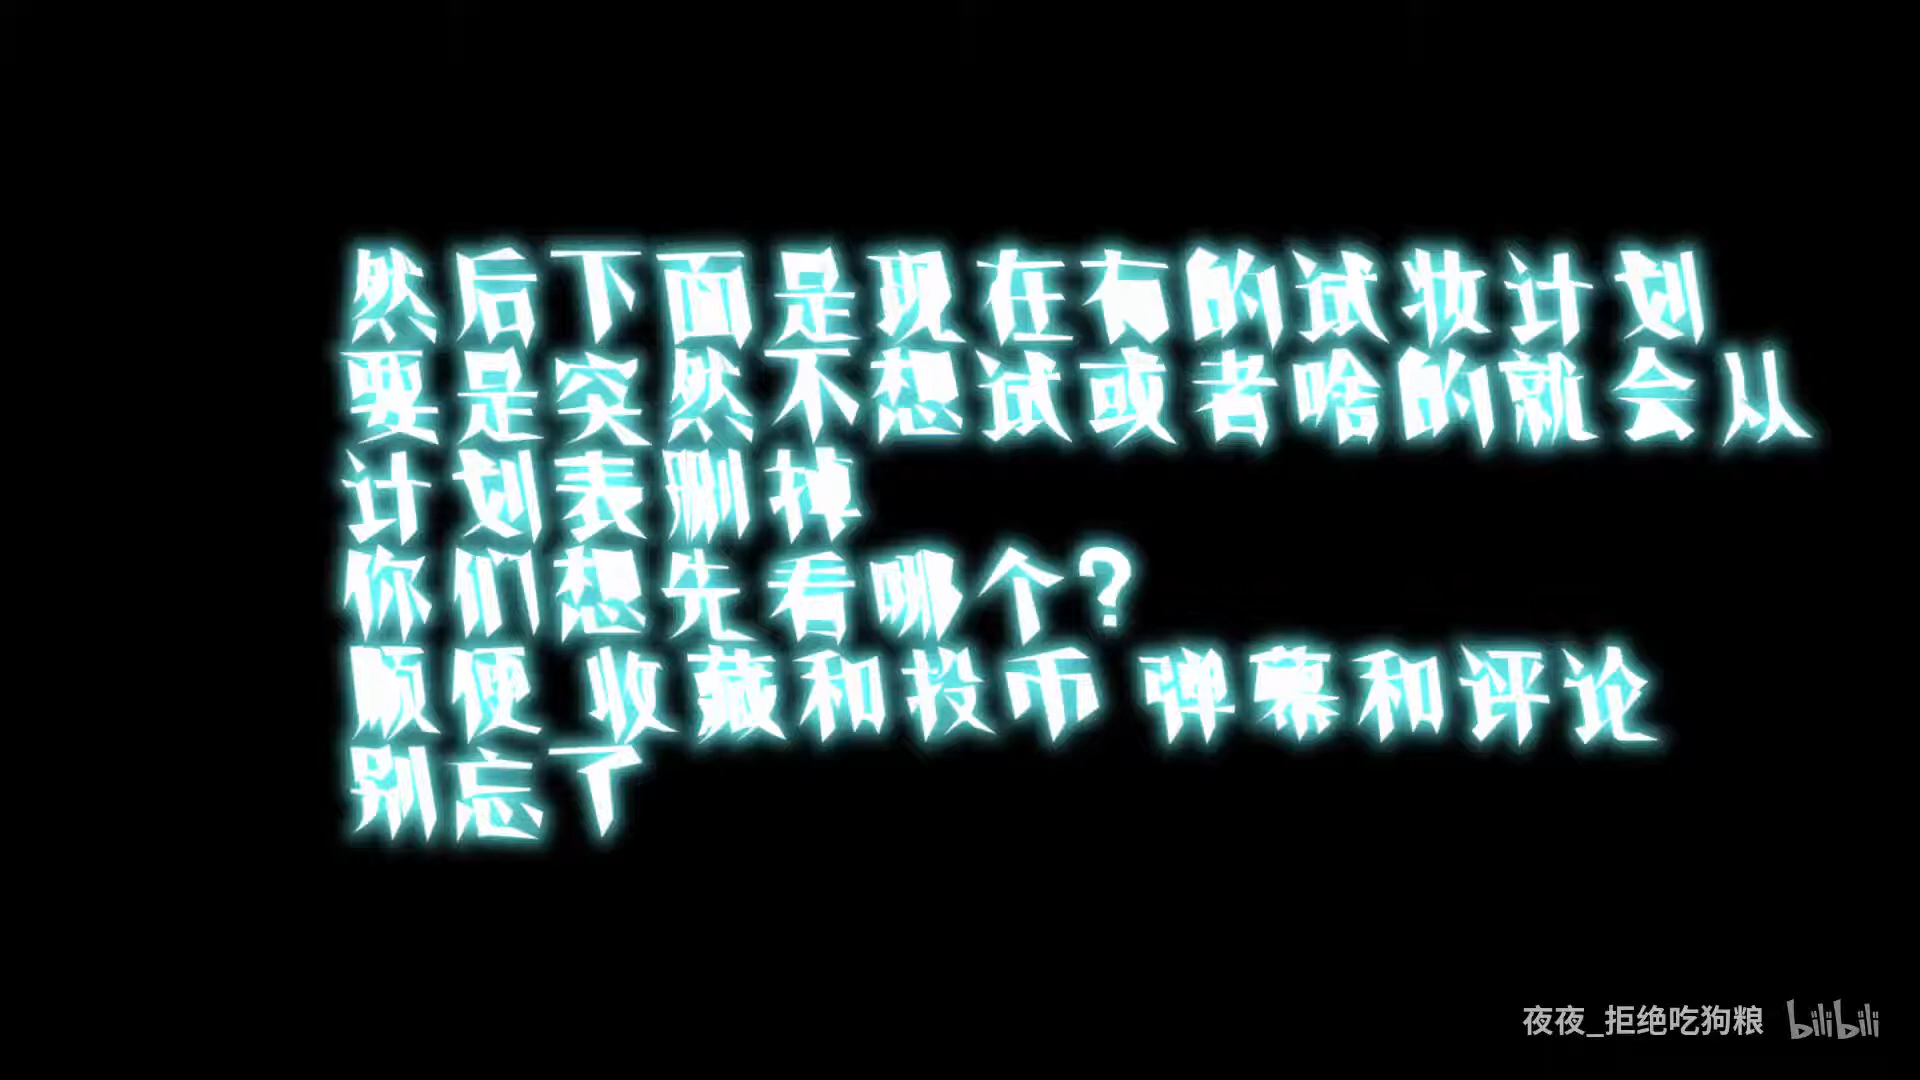 然后下面是现在有的试妆计划
要是突然不想试或者啥的就会从
计划表删掉
你们想先看哪个?
顺便 收藏和投币 弹幕和评论
别忘了
夜夜_拒绝吃狗粮 bilibili